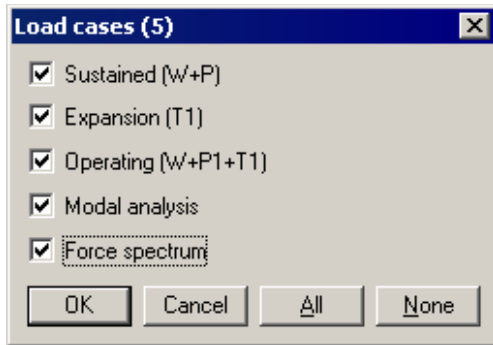 Load cases (5)
Sustained (W+P)
Expansion (T1)
Operating (W+P1+T1)
Modal analysis
Force spectrum
OK Cancel All None